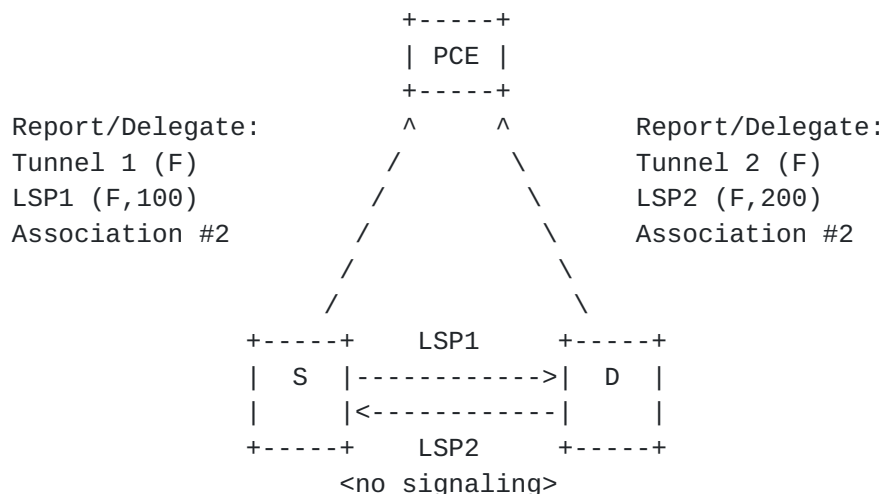 PCE
Report/Delegate: Report/Delegate:
Tunnel 1 (F) Tunnel 2 (F)
LSP1 (F,100) LSP2 (F,200)
Association #2 Association #2
LSP1
S D
LSP2
<no signaling>